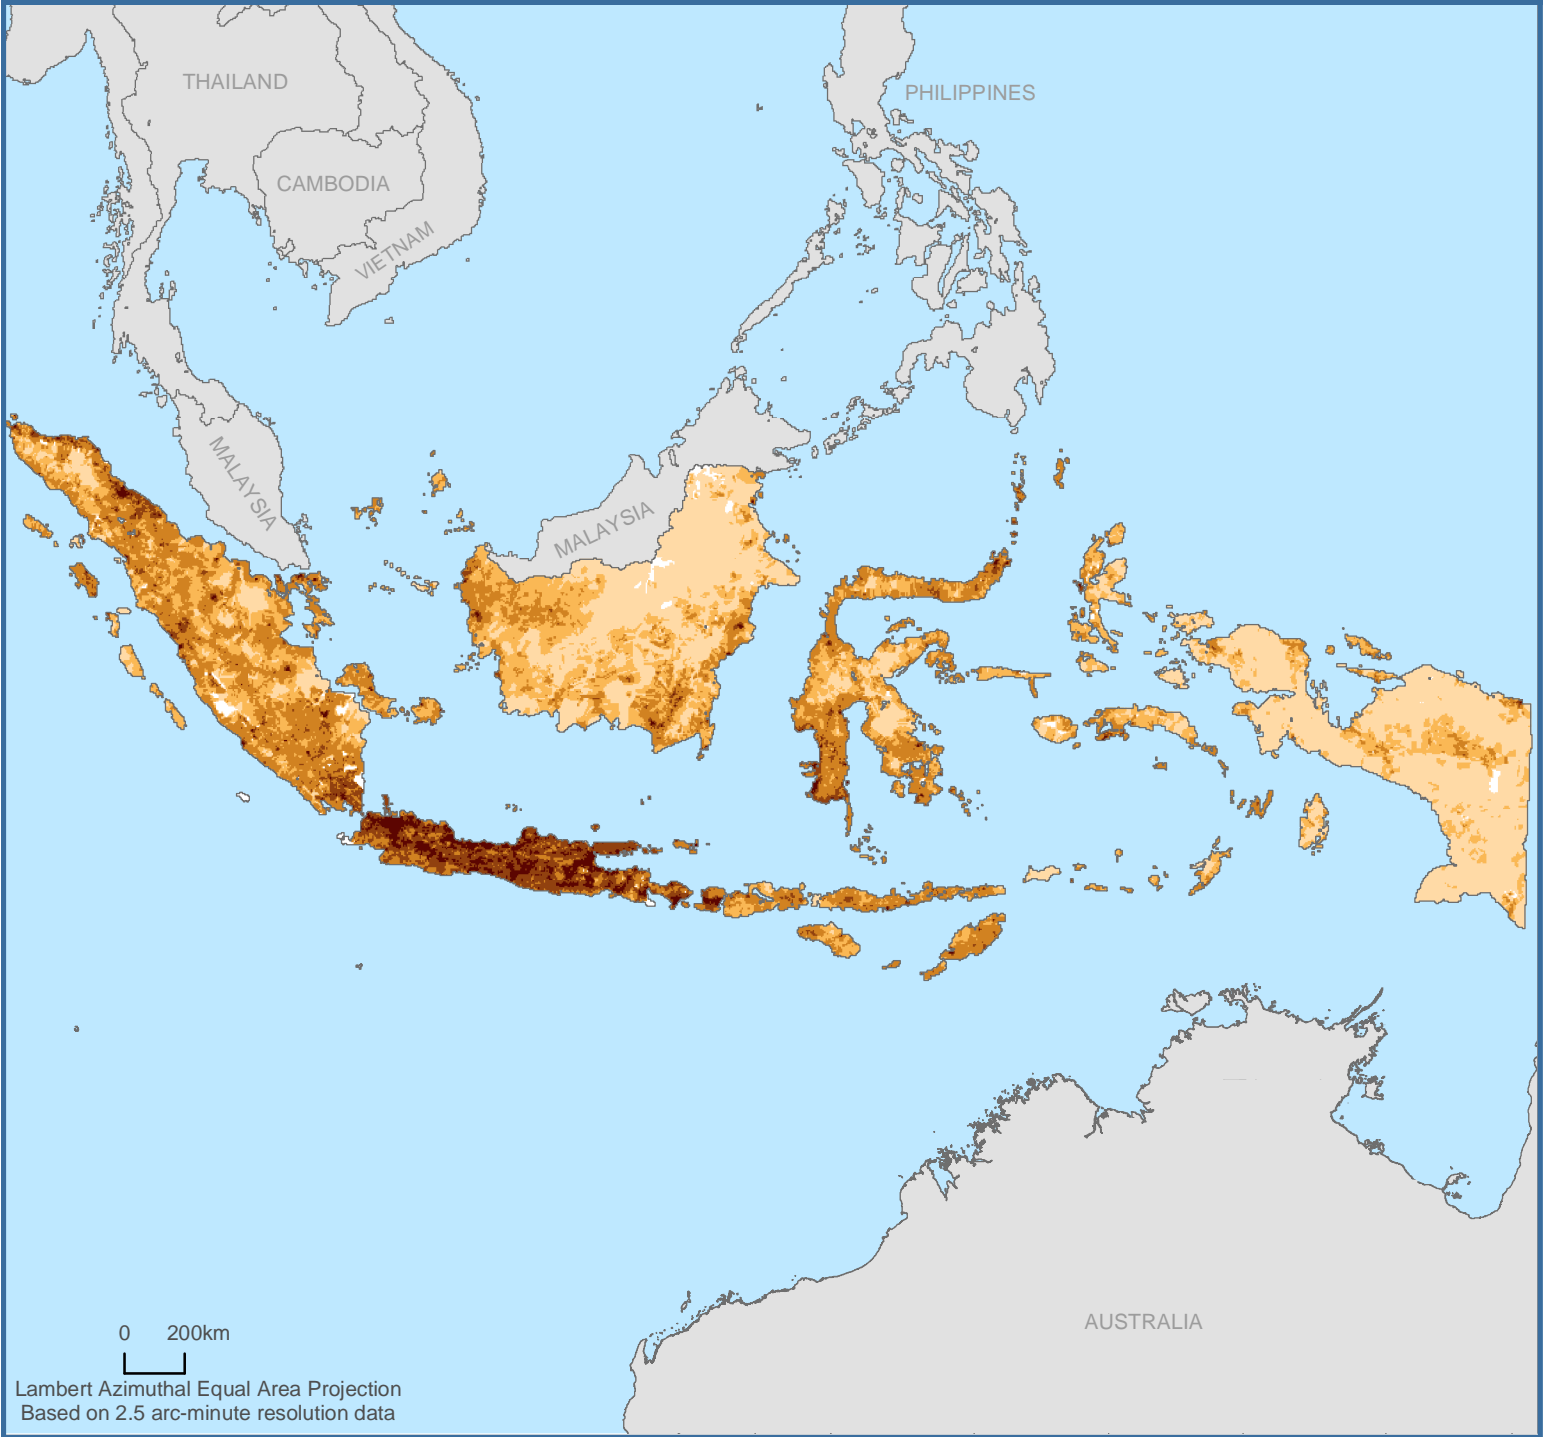 THAILAND
PHILIPPINES
CAMBODIA
VIETNAM
MALAYSIA
MALAYSIA
AUSTRALIA
0 200km
Lambert Azimuthal Equal Area Projection
Based on 2.5 arc-minute resolution data